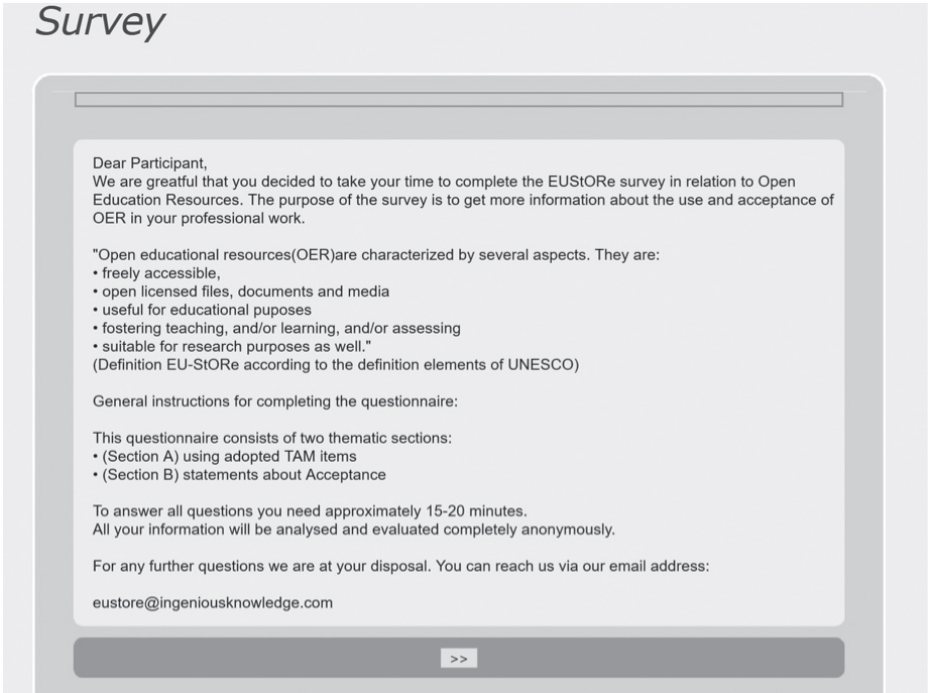 Survey
Dear Participant,
We are greatful that you decided to take your time to complete the EUStORe survey in relation to Open
Education Resources. The purpose of the survey is to get more information about the use and acceptance of
OER in your professional work.
"Open educational resources(OER)are characterized by several aspects. They are:
• freely accessible,
• open licensed files, documents and media
• useful for educational puposes
• fostering teaching, and/or learning, and/or assessing
• suitable for research purposes as well."
(Definition EU-StORe according to the definition elements of UNESCO)
General instructions for completing the questionnaire:
This questionnaire consists of two thematic sections:
• (Section A) using adopted TAM items
• (Section B) statements about Acceptance
To answer all questions you need approximately 15-20 minutes.
All your information will be analysed and evaluated completely anonymously.
For any further questions we are at your disposal. You can reach us via our email address:
eustore@ingeniousknowledge.com
>>